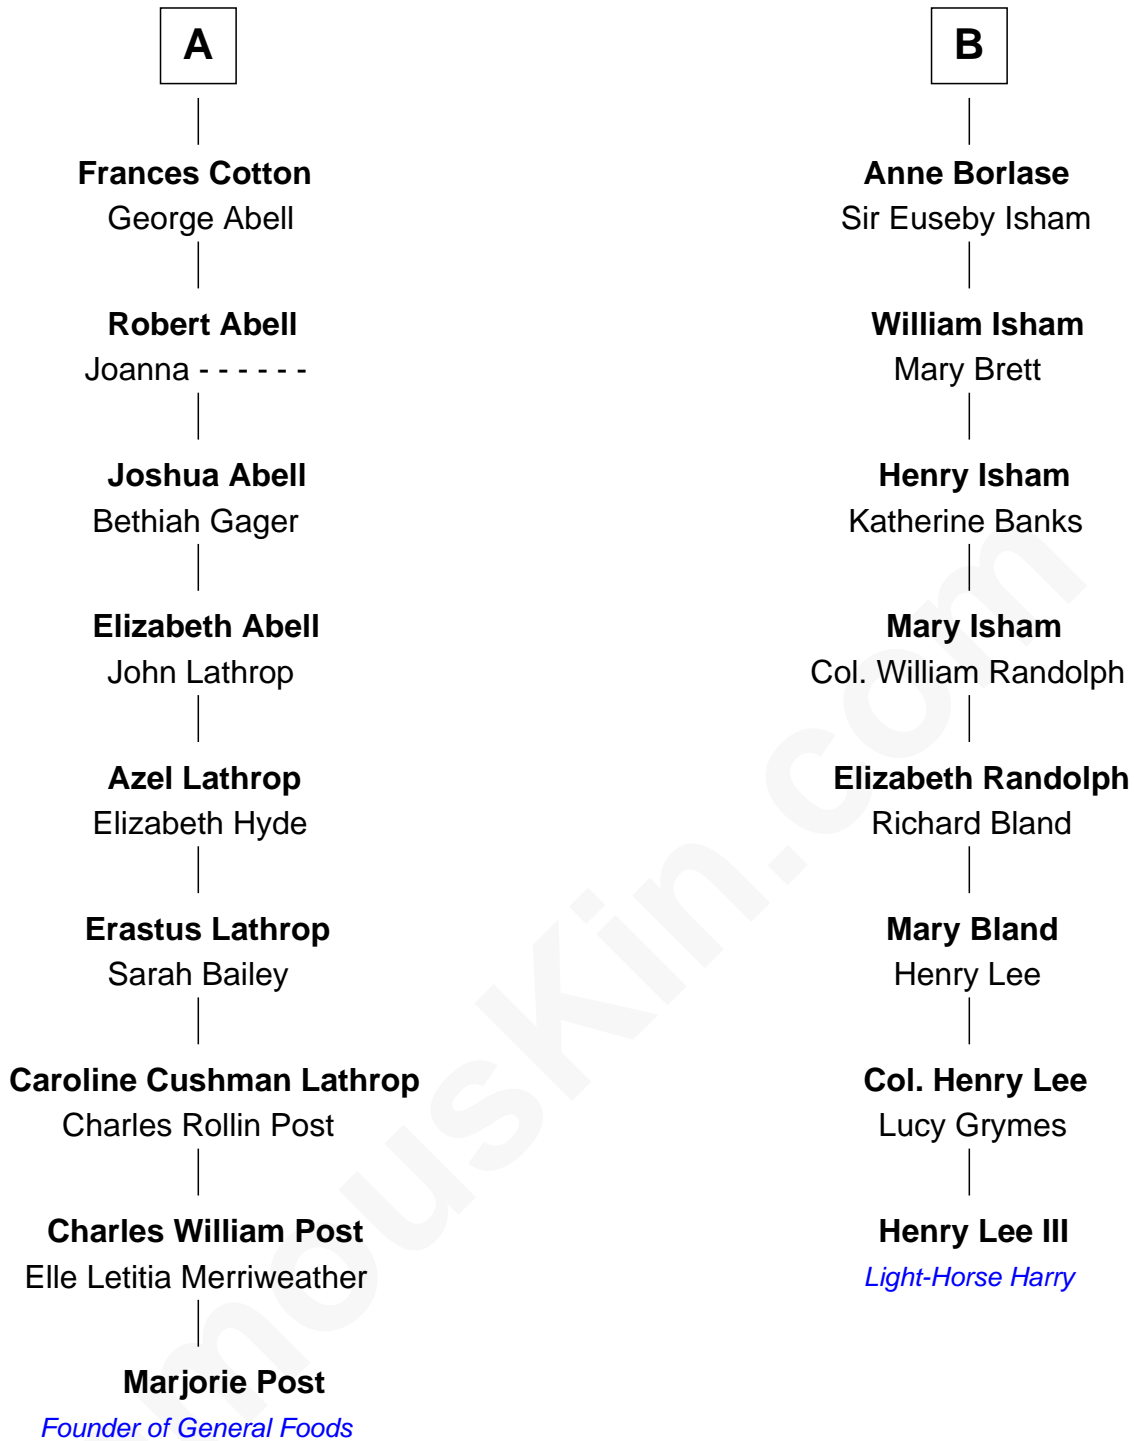 A
Frances Cotton
George Abell
Robert Abell
Joanna - - - - - -
Joshua Abell
Bethiah Gager
Elizabeth Abell
John Lathrop
Azel Lathrop
Elizabeth Hyde
Erastus Lathrop
Sarah Bailey
Caroline Cushman Lathrop
Charles Rollin Post
Charles William Post
Elle Letitia Merriweather
Marjorie Post
Founder of General Foods
B
Anne Borlase
Sir Euseby Isham
William Isham
Mary Brett
Henry Isham
Katherine Banks
Mary Isham
Col. William Randolph
Elizabeth Randolph
Richard Bland
Mary Bland
Henry Lee
Col. Henry Lee
Lucy Grymes
Henry Lee III
Light-Horse Harry
mousKin.com